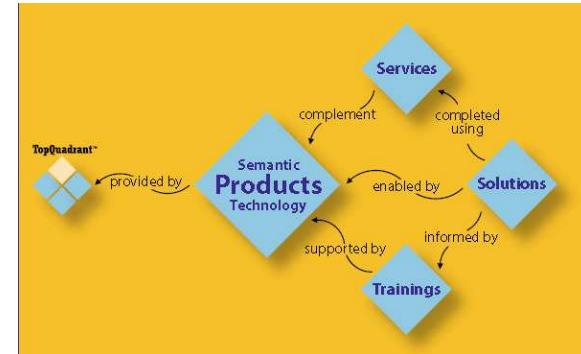 Services
complement
completed
using
TopQuadrant™
provided by
Semantic
Products
Technology
enabled by
Solutions
informed by
supported by
Trainings